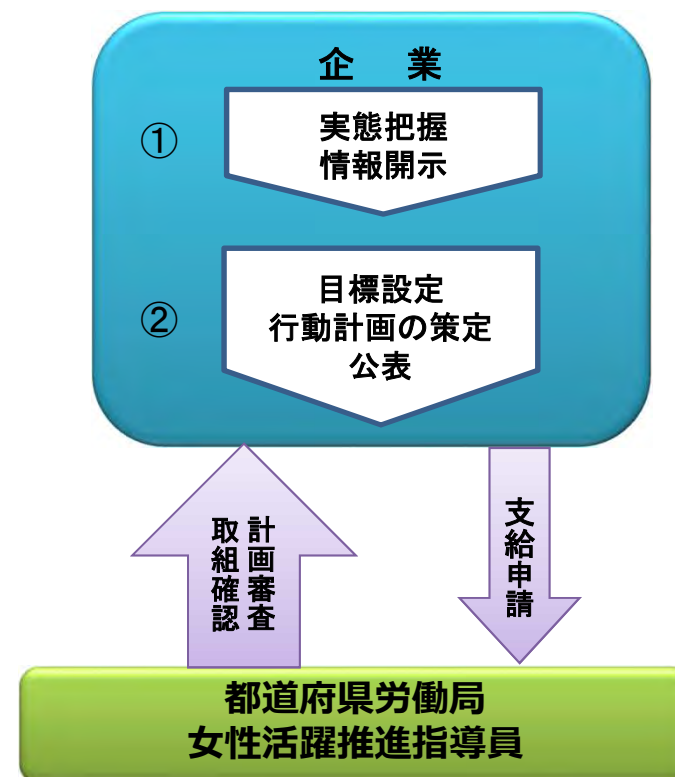 企　業
①
実態把握
情報開示
②
目標設定
行動計画の策定
公表
計画審査
取組確認
支給申請
都道府県労働局
女性活躍推進指導員